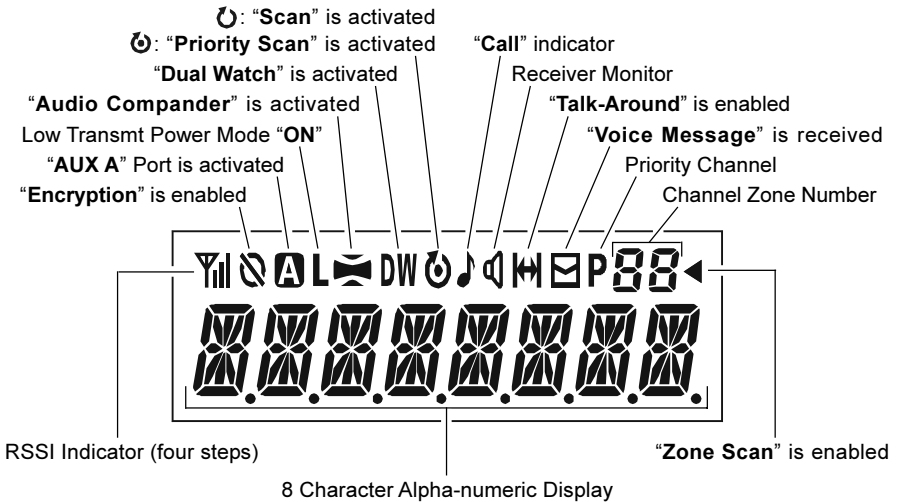 ↻: “Scan” is activated
“Priority Scan” is activated
“Call” indicator
“Dual Watch” is activated
Receiver Monitor
“Audio Compander” is activated
“Talk-Around” is enabled
Low Transmt Power Mode “ON”
“Voice Message” is received
“AUX A” Port is activated
Priority Channel
“Encryption” is enabled
Channel Zone Number
A L DW P 88
RSSI Indicator (four steps)
“Zone Scan” is enabled
8 Character Alpha-numeric Display